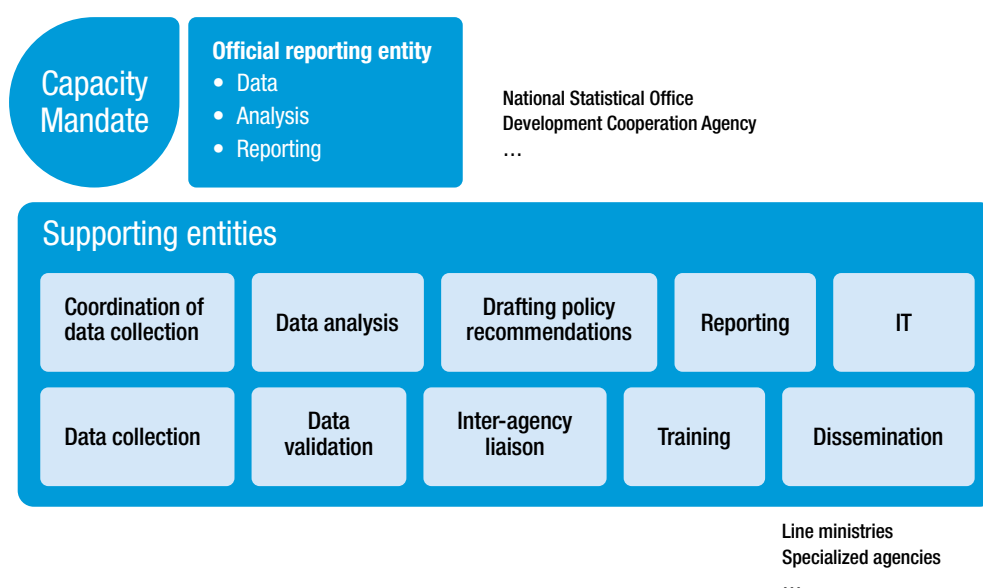 Capacity
Mandate
Official reporting entity
• Data
• Analysis
• Reporting
National Statistical Office
Development Cooperation Agency
…
Supporting entities
Coordination of
data collection
Data analysis
Drafting policy
recommendations
Reporting
IT
Data collection
Data
validation
Inter-agency
liaison
Training
Dissemination
Line ministries
Specialized agencies
…